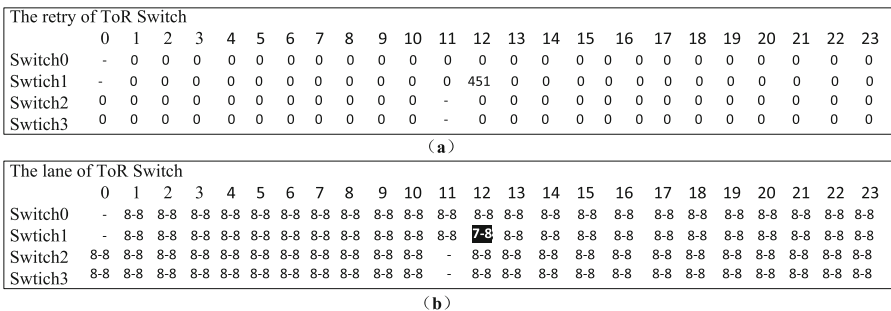 The retry of ToR Switch
0 1 2 3 4 5 6 7 8 9 10 11 12 13 14 15 16 17 18 19 20 21 22 23
Switch0 - 0 0 0 0 0 0 0 0 0 0 0 0 0 0 0 0 0 0 0 0 0 0 0
Swtich1 - 0 0 0 0 0 0 0 0 0 0 0 451 0 0 0 0 0 0 0 0 0 0 0
Switch2 0 0 0 0 0 0 0 0 0 0 0 - 0 0 0 0 0 0 0 0 0 0 0 0
Swtich3 0 0 0 0 0 0 0 0 0 0 0 - 0 0 0 0 0 0 0 0 0 0 0 0
(a)
The lane of ToR Switch
0 1 2 3 4 5 6 7 8 9 10 11 12 13 14 15 16 17 18 19 20 21 22 23
Switch0 - 8-8 8-8 8-8 8-8 8-8 8-8 8-8 8-8 8-8 8-8 8-8 8-8 8-8 8-8 8-8 8-8 8-8 8-8 8-8 8-8 8-8 8-8 8-8
Swtich1 - 8-8 8-8 8-8 8-8 8-8 8-8 8-8 8-8 8-8 8-8 8-8 7-8 8-8 8-8 8-8 8-8 8-8 8-8 8-8 8-8 8-8 8-8 8-8
Switch2 8-8 8-8 8-8 8-8 8-8 8-8 8-8 8-8 8-8 8-8 8-8 - 8-8 8-8 8-8 8-8 8-8 8-8 8-8 8-8 8-8 8-8 8-8 8-8
Swtich3 8-8 8-8 8-8 8-8 8-8 8-8 8-8 8-8 8-8 8-8 8-8 - 8-8 8-8 8-8 8-8 8-8 8-8 8-8 8-8 8-8 8-8 8-8 8-8
(b)